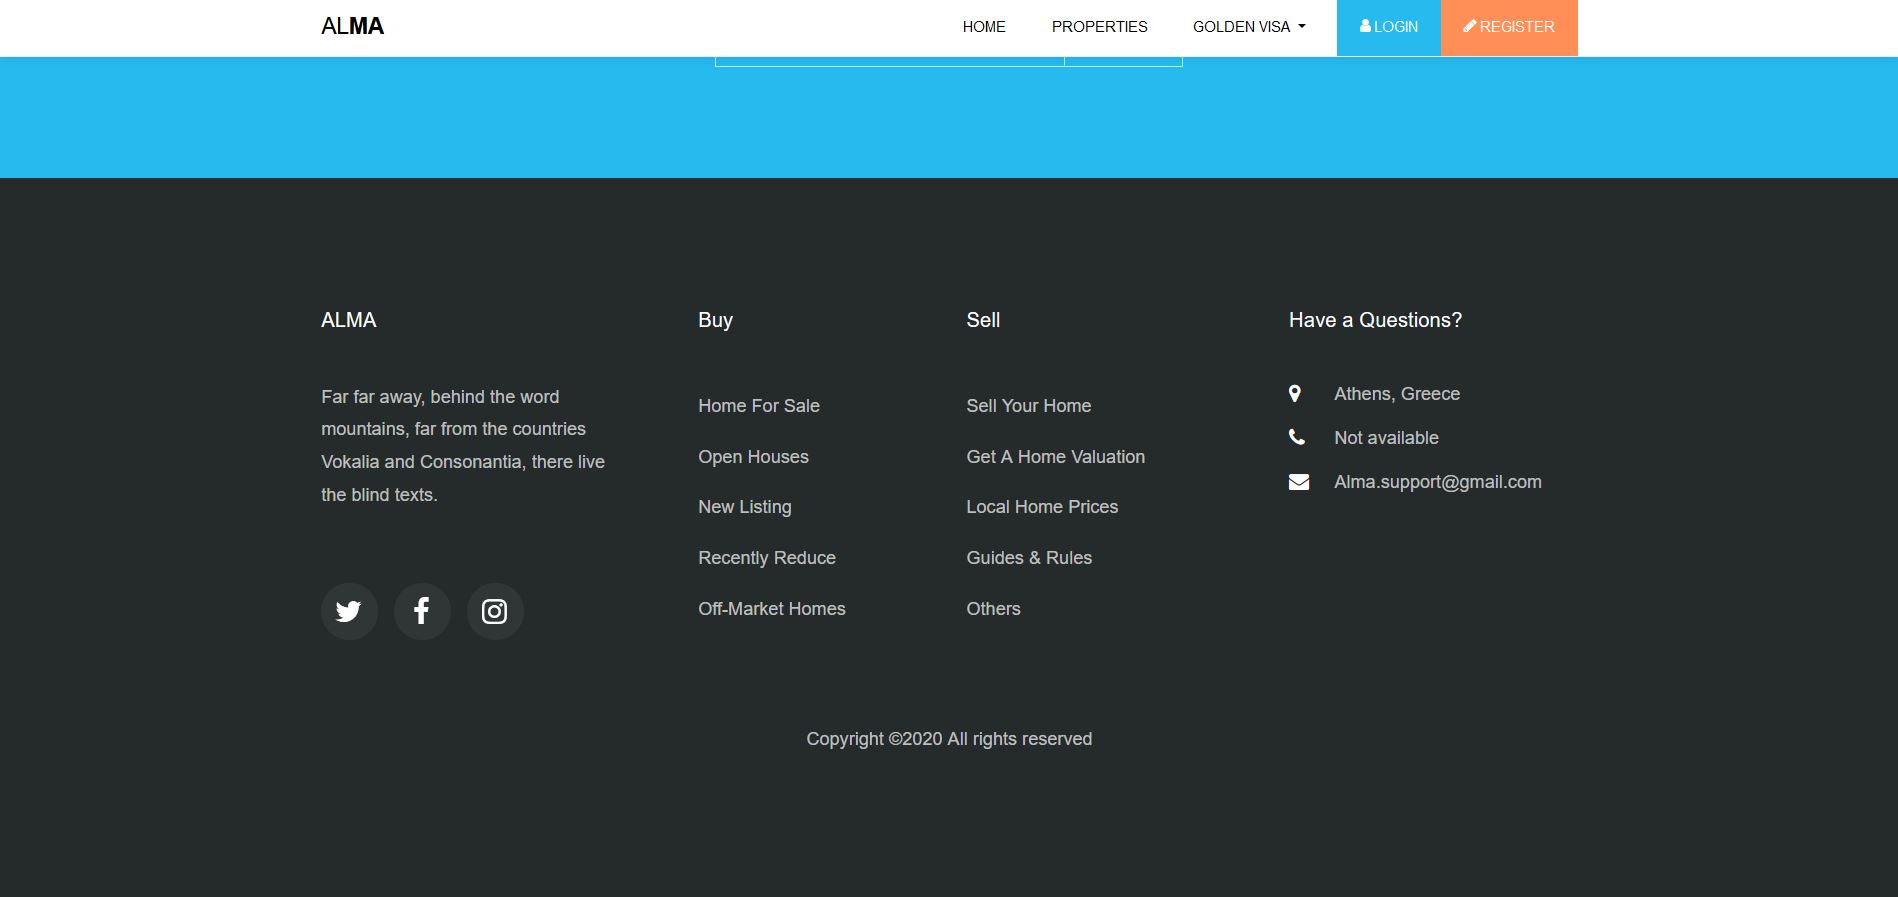 ALMA
HOME
PROPERTIES
GOLDEN VISA
LOGIN
REGISTER
ALMA
Far far away, behind the word
mountains, far from the countries
Vokalia and Consonantia, there live
the blind texts.
Buy
Home For Sale
Open Houses
New Listing
Recently Reduce
Off-Market Homes
Sell
Sell Your Home
Get A Home Valuation
Local Home Prices
Guides & Rules
Others
Have a Questions?
Athens, Greece
Not available
Alma.support@gmail.com
Copyright ©2020 All rights reserved